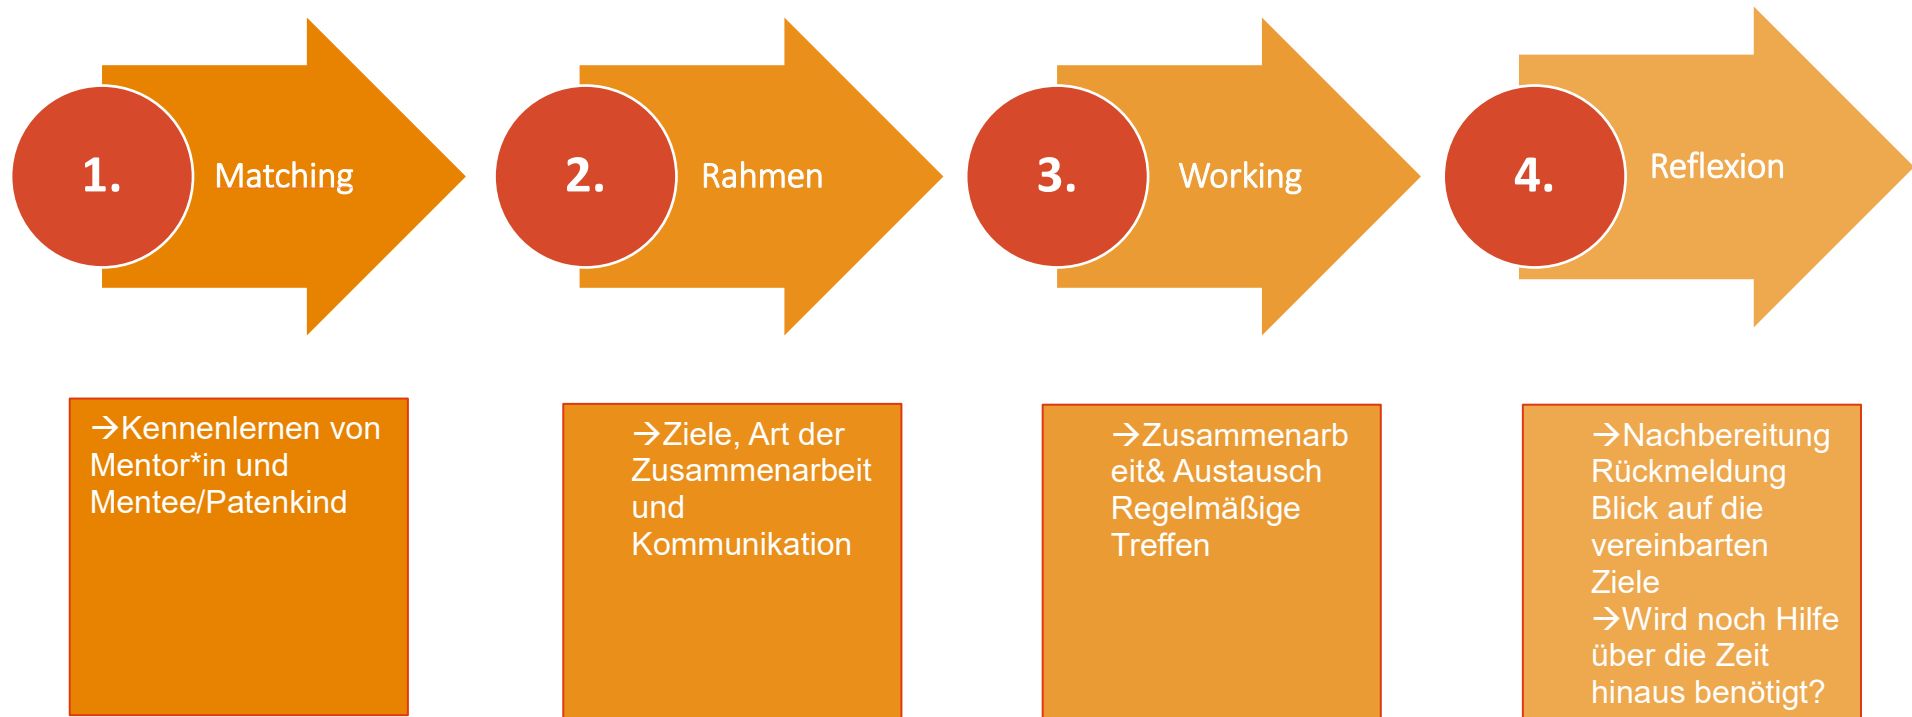 1.
Matching
2.
Rahmen
3.
Working
4.
Reflexion
→Kennenlernen von
Mentor*in und
Mentee/Patenkind
→Ziele, Art der
Zusammenarbeit
und
Kommunikation
→Zusammenarb
eit& Austausch
Regelmäßige
Treffen
→Nachbereitung
Rückmeldung
Blick auf die
vereinbarten
Ziele
→Wird noch Hilfe
über die Zeit
hinaus benötigt?